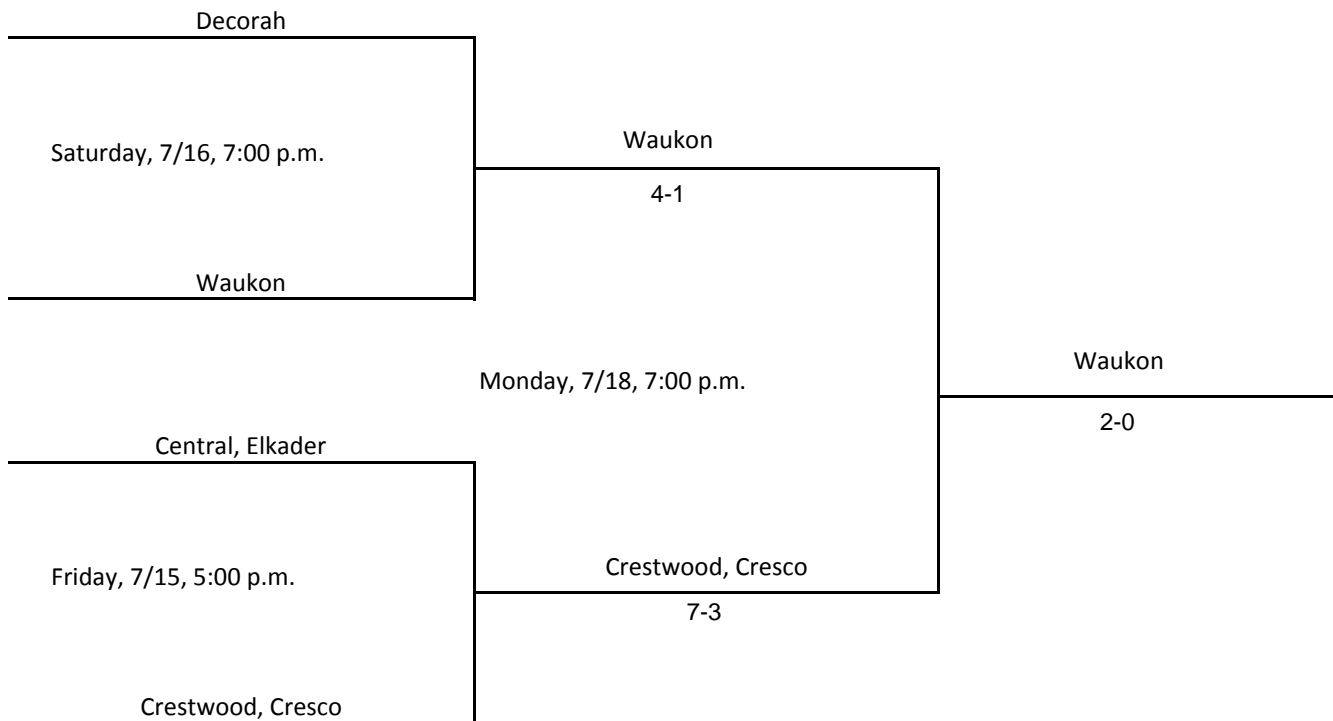 Decorah
Saturday, 7/16, 7:00 p.m.
Waukon
4-1
Waukon
Monday, 7/18, 7:00 p.m.
Waukon
2-0
Central, Elkader
Friday, 7/15, 5:00 p.m.
Crestwood, Cresco
7-3
Crestwood, Cresco